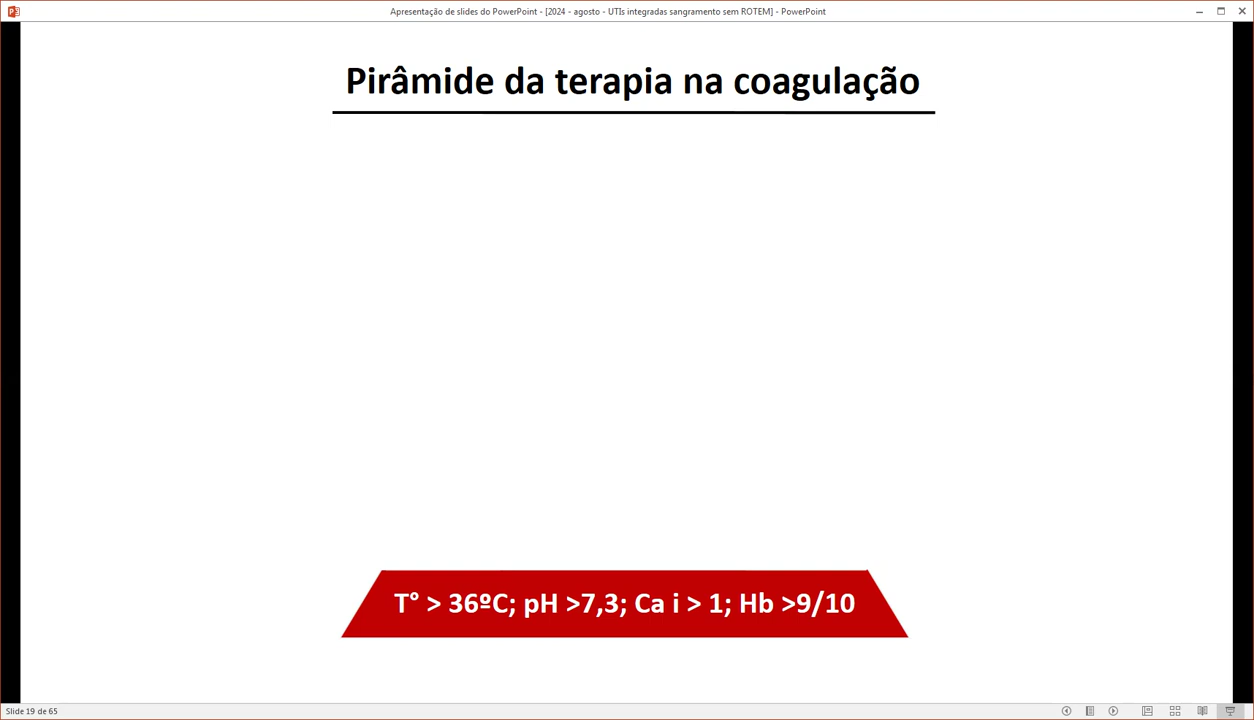 Apresentação de slides do PowerPoint - [2024 - agosto - UTIs integradas sangramento sem ROTEM] - PowerPoint
Pirâmide da terapia na coagulação
T° > 36ºC; pH >7,3; Ca i > 1; Hb >9/10
Slide 19 de 65